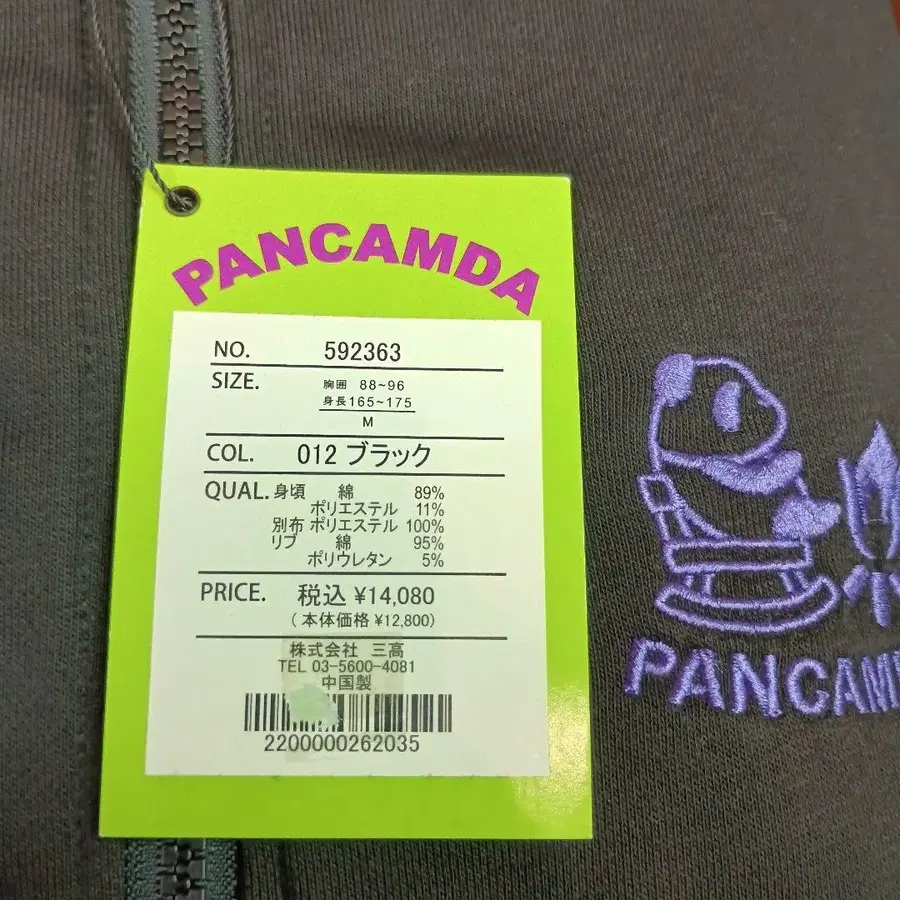 PANCAMDA
NO. 592363
SIZE. 胸囲 88~96
身長165~175
M
COL. 012 ブラック
QUAL. 身頃 綿 89%
ポリエステル 11%
別布 ポリエステル 100%
リブ 綿 95%
ポリウレタン 5%
PRICE. 税込 ¥14,080
(本体価格 ¥12,800)
株式会社 三高
TEL 03-5600-4081
中国製
2200000262035
PANCAM